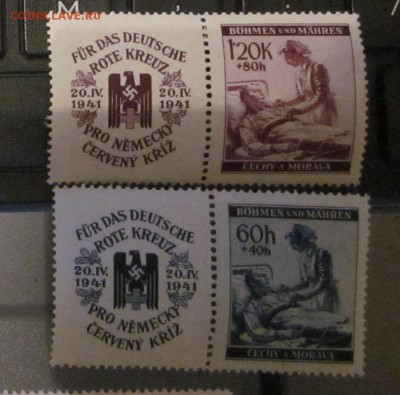 COINS.LAVE.RU
M
FÜR DAS DEUTSCHE
ROTE KREUZ
20.IV. 20.IV.
1941 1941
PRO NĚMECKÝ
ČERVENÝ KŘÍŽ
BÖHMEN UND MÄHREN
1'20K
+80h
ČECHY A MORAVA
FÜR DAS DEUTSCHE
ROTE KREUZ
20.IV. 20.IV.
1941 1941
PRO NĚMECKÝ
ČERVENÝ KŘÍŽ
BÖHMEN UND MÄHREN
60h
+40h
ČECHY A MORAVA